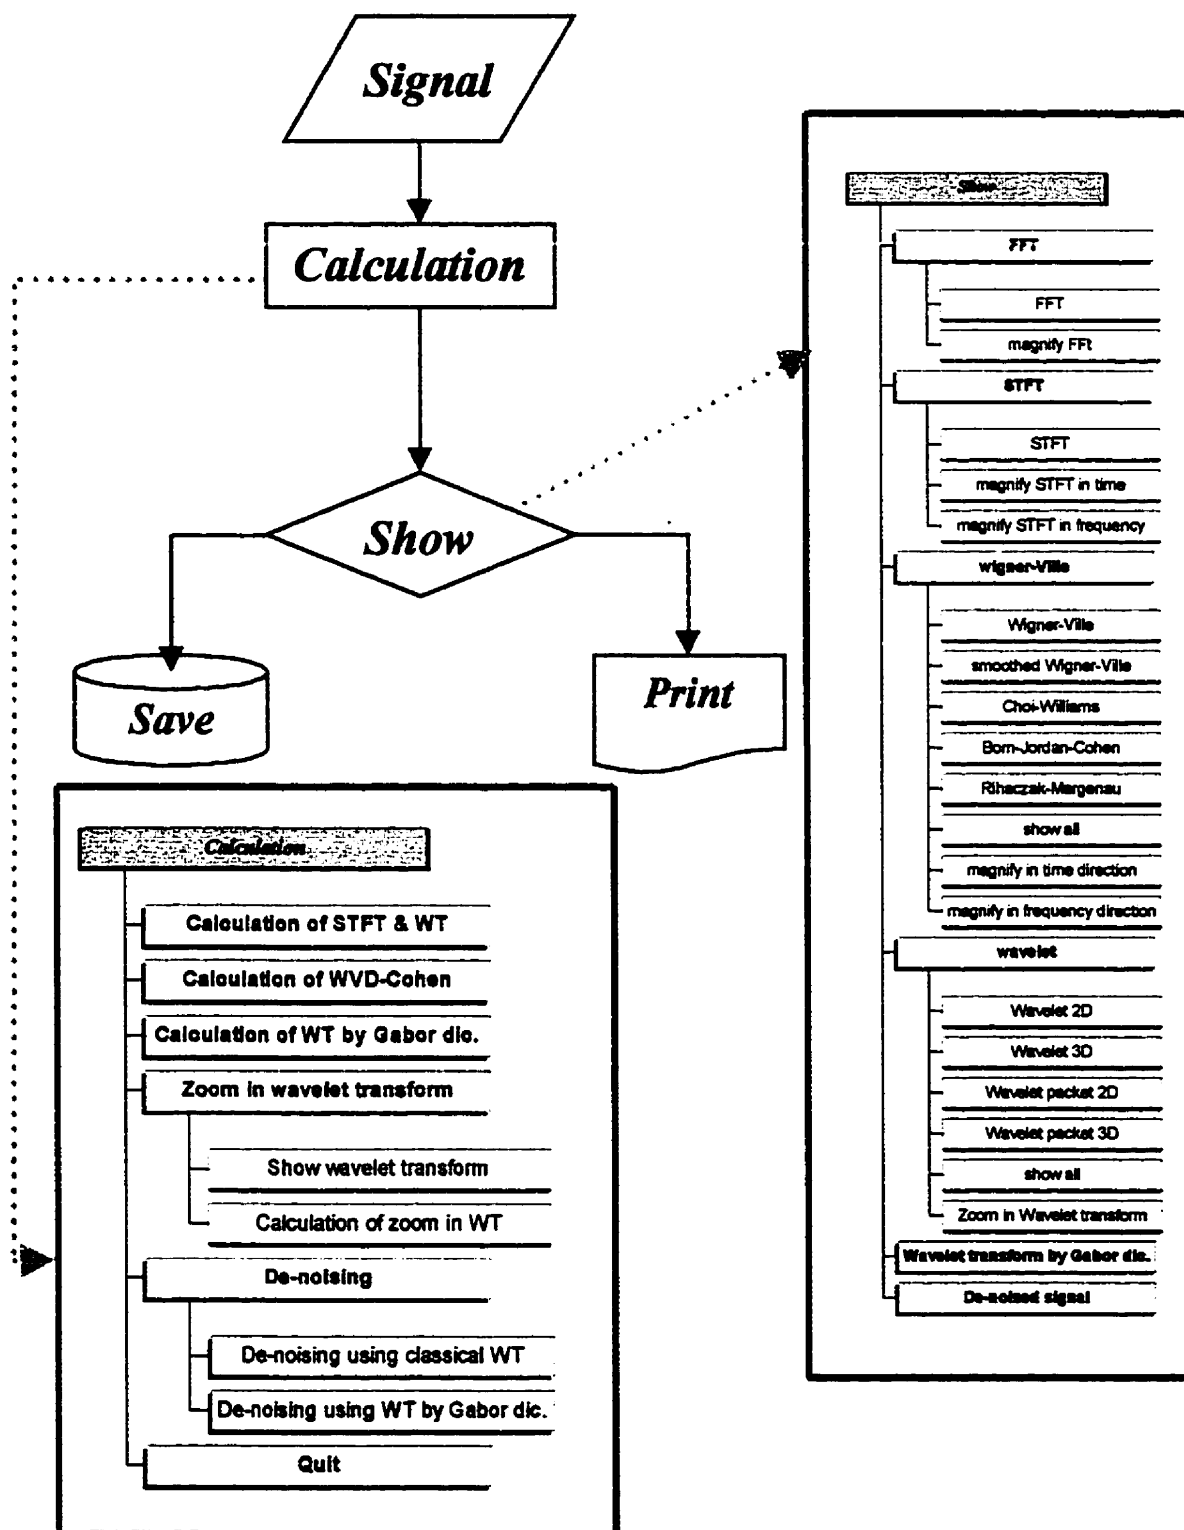 Signal
Calculation
Show
Save
Print
Calculation
Calculation of STFT & WT
Calculation of WVD-Cohen
Calculation of WT by Gabor dic.
Zoom in wavelet transform
Show wavelet transform
Calculation of zoom in WT
De-noising
De-noising using classical WT
De-noising using WT by Gabor dic.
Quit
Show
FFT
FFT
magnify FFt
STFT
STFT
magnify STFT in time
magnify STFT in frequency
wigner-Ville
Wigner-Ville
smoothed Wigner-Ville
Choi-Williams
Born-Jordan-Cohen
Rihaczak-Margenau
show all
magnify in time direction
magnify in frequency direction
wavelet
Wavelet 2D
Wavelet 3D
Wavelet packet 2D
Wavelet packet 3D
show all
Zoom in Wavelet transform
Wavelet transform by Gabor dic.
De-noised signal